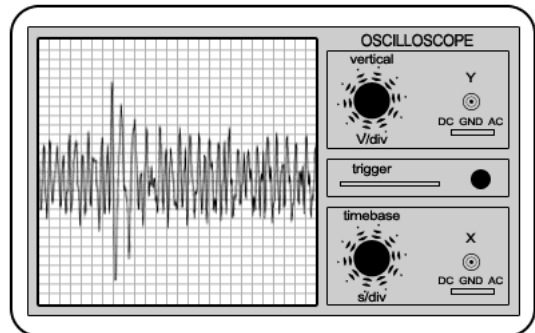 OSCILLOSCOPE
vertical
Y
DC GND AC
V/div
trigger
timebase
X
DC GND AC
s/div